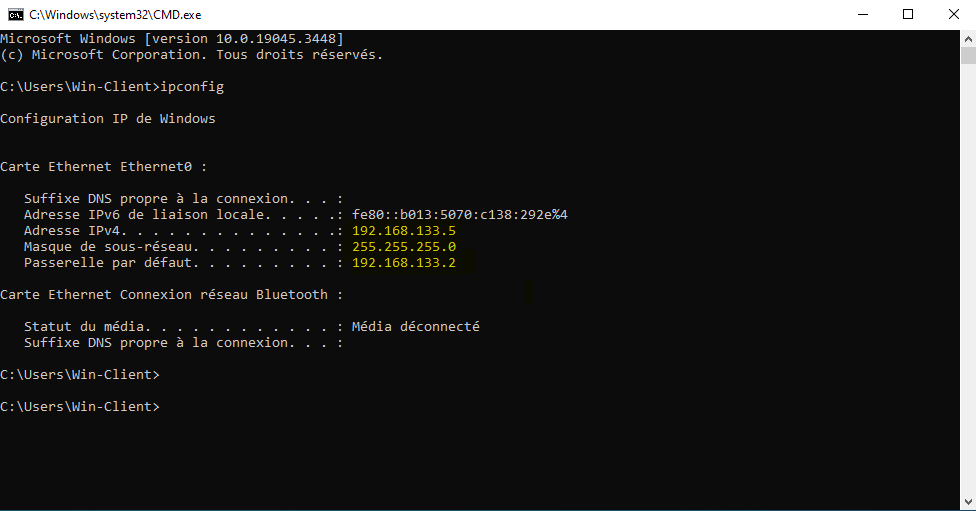 C:\Windows\system32\CMD.exe
Microsoft Windows [version 10.0.19045.3448]
(c) Microsoft Corporation. Tous droits réservés.
C:\Users\Win-Client>ipconfig
Configuration IP de Windows
Carte Ethernet Ethernet0 :
Suffixe DNS propre à la connexion. . . :
Adresse IPv6 de liaison locale. . . . .: fe80::b013:5070:c138:292e%4
Adresse IPv4. . . . . . . . . . . . . .: 192.168.133.5
Masque de sous-réseau. . . . . . . . . : 255.255.255.0
Passerelle par défaut. . . . . . . . . : 192.168.133.2
Carte Ethernet Connexion réseau Bluetooth :
Statut du média. . . . . . . . . . . . : Média déconnecté
Suffixe DNS propre à la connexion. . . :
C:\Users\Win-Client>
C:\Users\Win-Client>